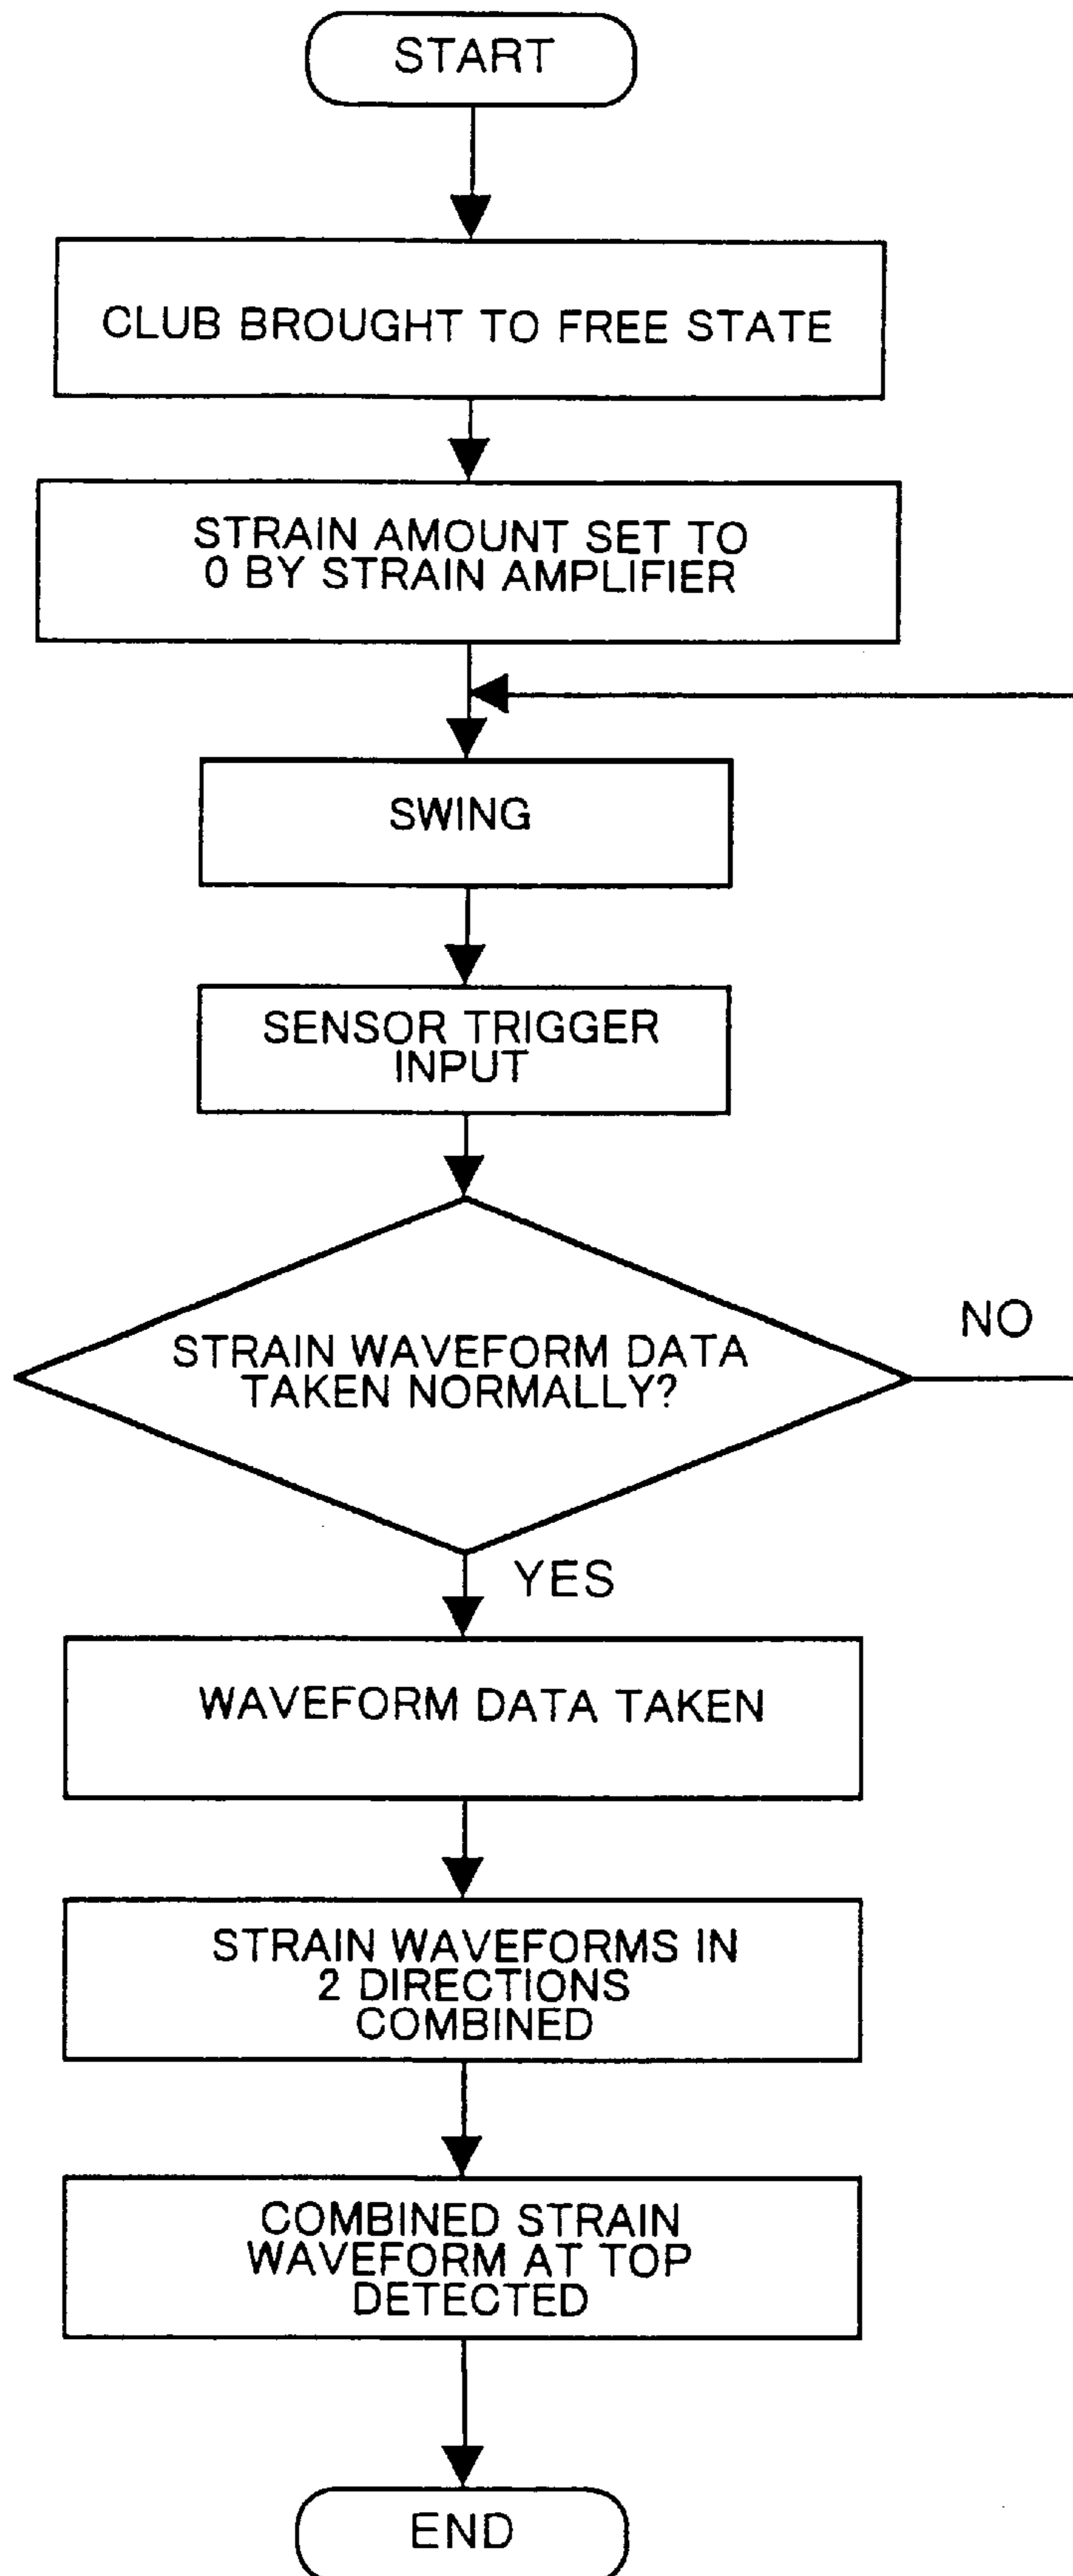 START
CLUB BROUGHT TO FREE STATE
STRAIN AMOUNT SET TO
0 BY STRAIN AMPLIFIER
SWING
SENSOR TRIGGER
INPUT
STRAIN WAVEFORM DATA
TAKEN NORMALLY?
NO
YES
WAVEFORM DATA TAKEN
STRAIN WAVEFORMS IN
2 DIRECTIONS
COMBINED
COMBINED STRAIN
WAVEFORM AT TOP
DETECTED
END